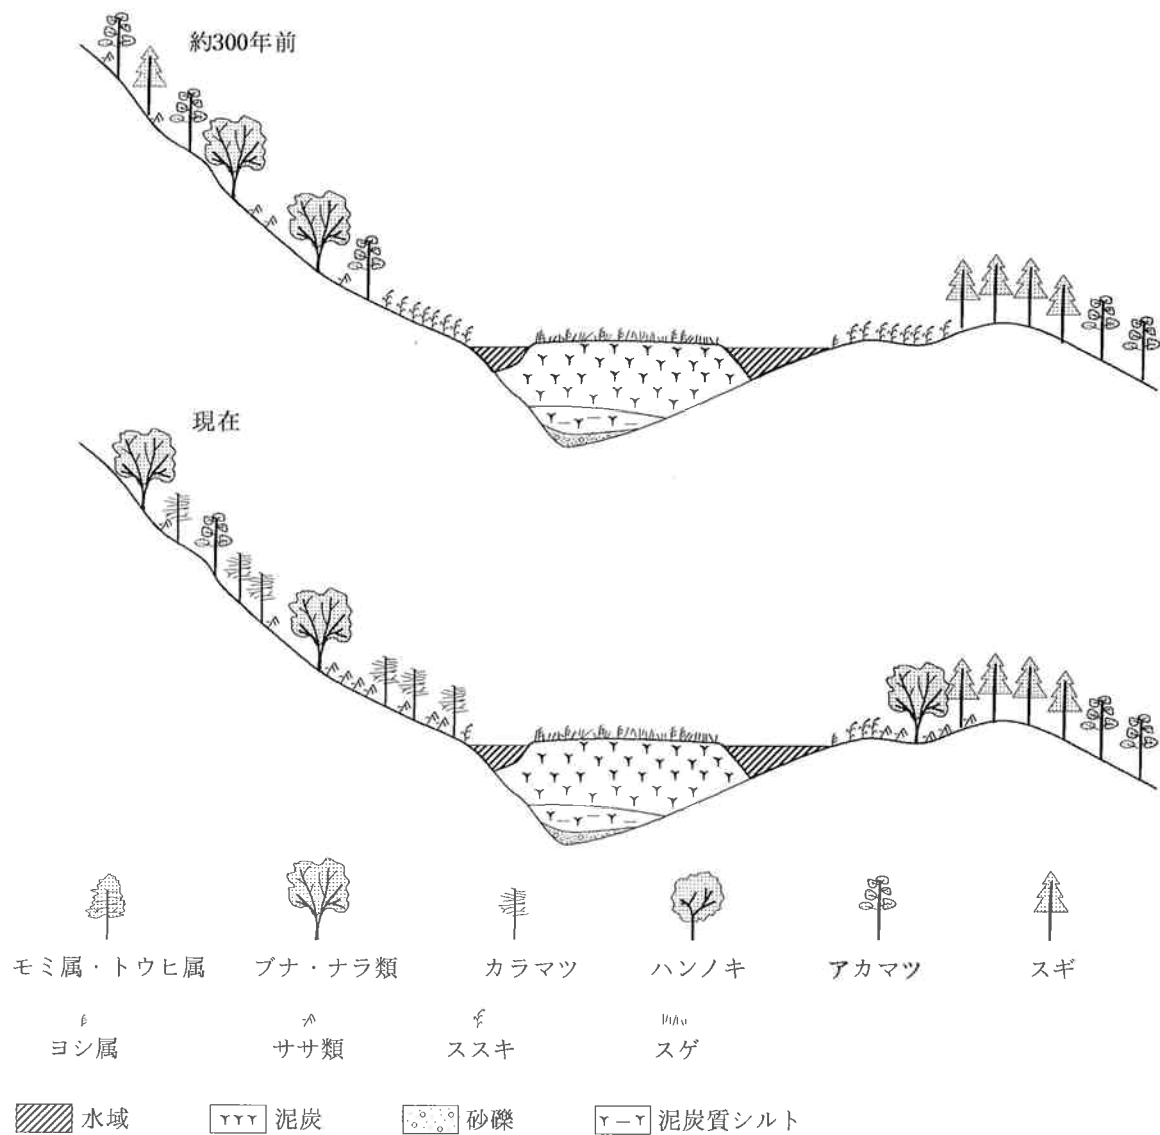 約300年前
現在
モミ属・トウヒ属 ブナ・ナラ類 カラマツ ハンノキ アカマツ スギ
ヨシ属 ササ類 ススキ スゲ
水域 泥炭 砂礫 泥炭質シルト